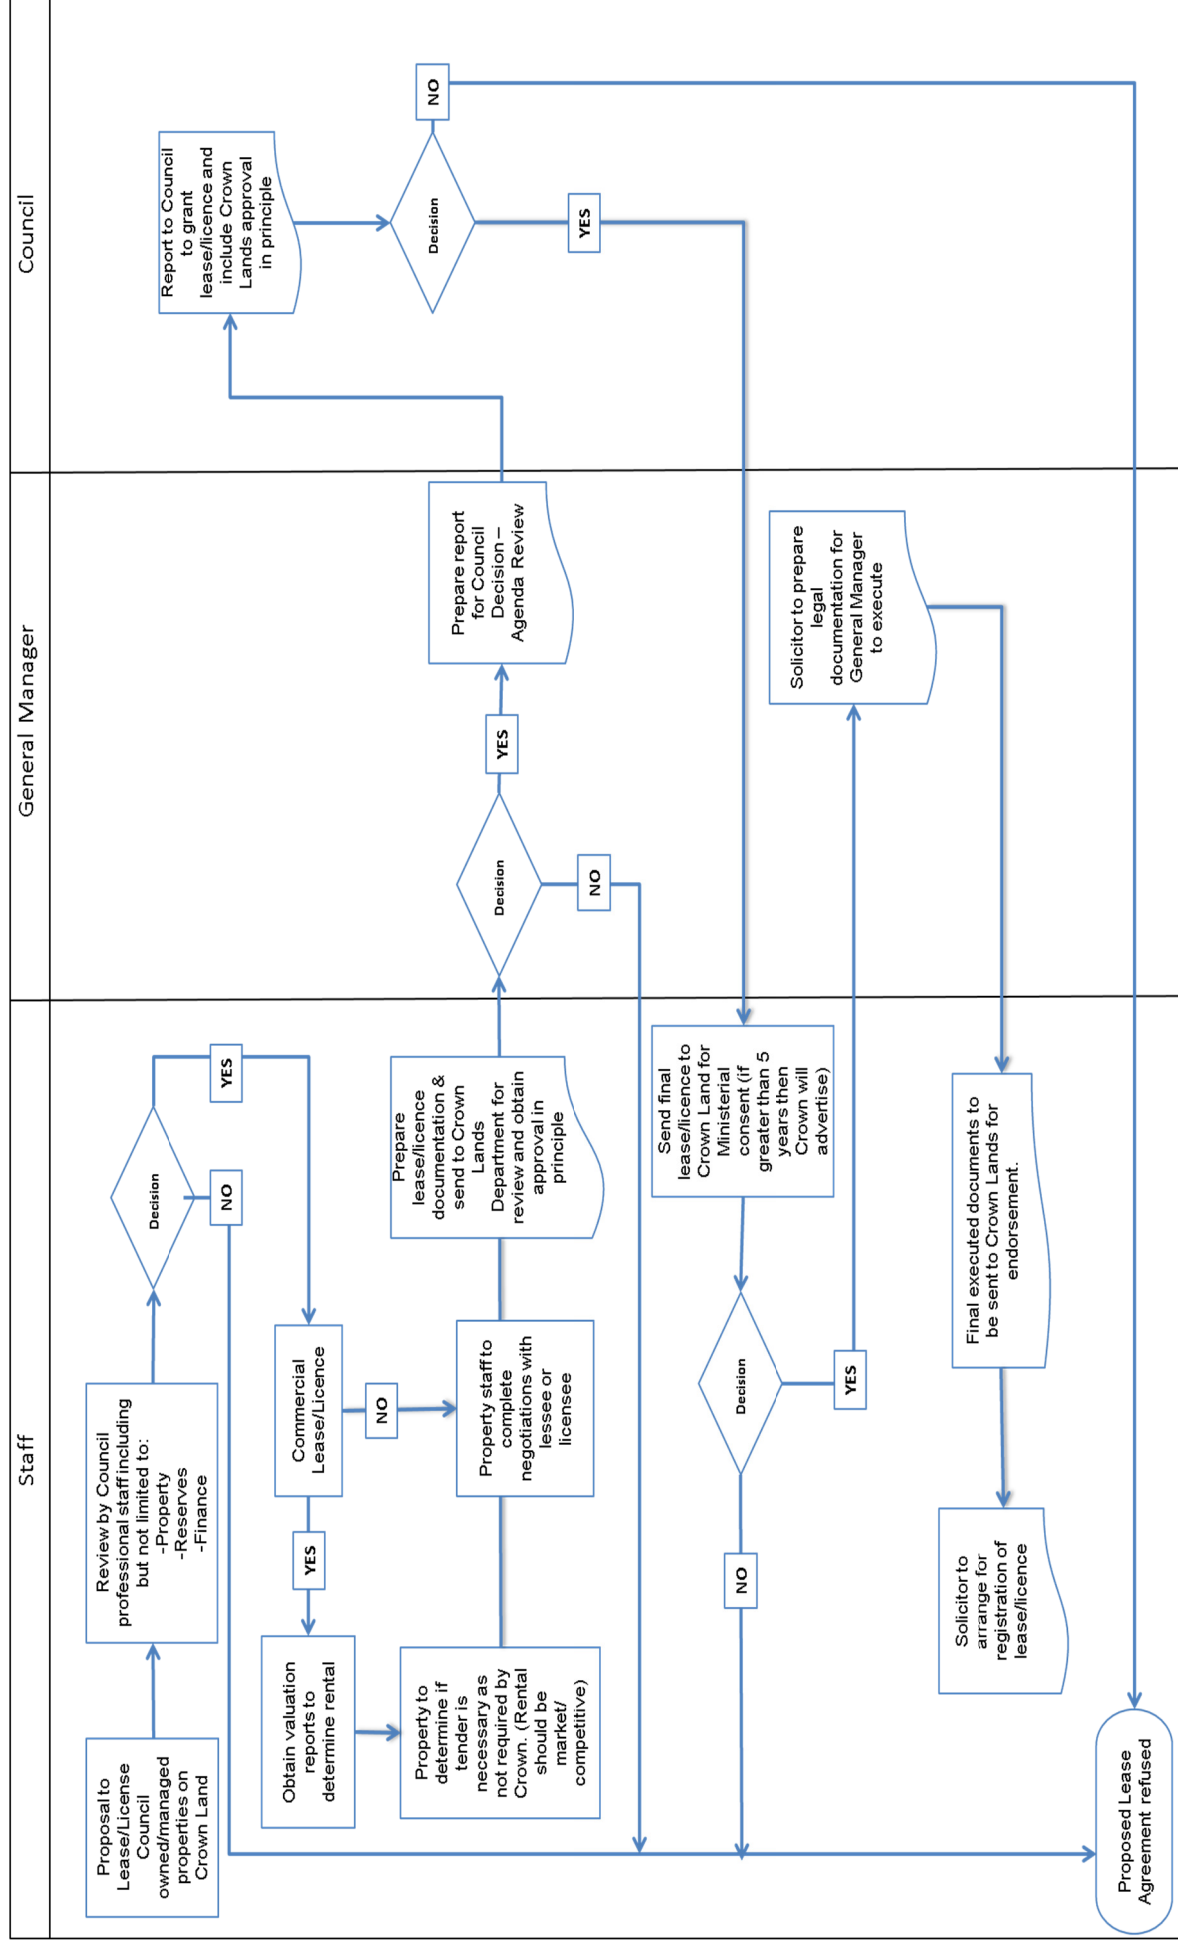 Staff
General Manager
Council
Proposal to
Lease/License
Council
owned/managed
properties on
Crown Land
Review by Council
professional staff including
but not limited to:
-Property
-Reserves
-Finance
Decision
YES
NO
Commercial
Lease/Licence
YES
NO
Obtain valuation
reports to
determine rental
Property to
determine if
tender is
necessary as
not required by
Crown. (Rental
should be
market/
competitive)
Property staff to
complete
negotiations with
lessee or
licensee
Prepare
lease/licence
documentation &
send to Crown
Lands
Department for
review and obtain
approval in
principle
Decision
YES
NO
Prepare report
for Council
Decision –
Agenda Review
Report to Council
to grant
lease/licence and
include Crown
Lands approval
in principle
Decision
NO
YES
Send final
lease/licence to
Crown Land for
Ministerial
consent (if
greater than 5
years then
Crown will
advertise)
Decision
NO
YES
Solicitor to prepare
legal
documentation for
General Manager
to execute
Final executed documents to
be sent to Crown Lands for
endorsement.
Solicitor to
arrange for
registration of
lease/licence
Proposed Lease
Agreement refused